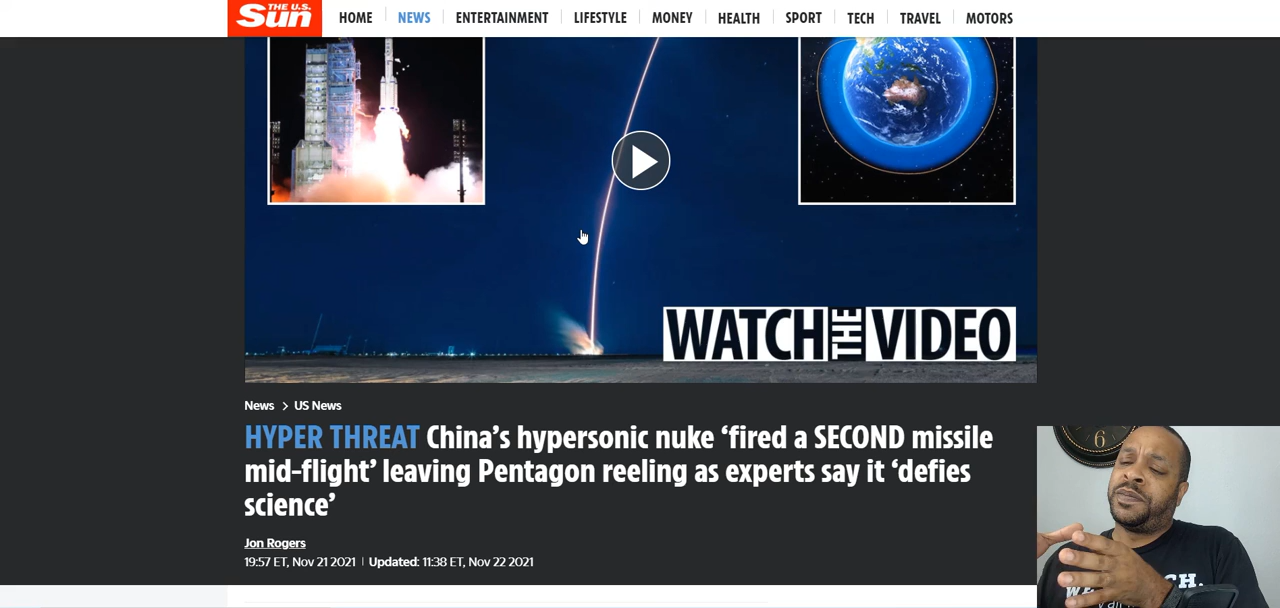 THE U.S.
Sun
HOME NEWS ENTERTAINMENT LIFESTYLE MONEY HEALTH SPORT TECH TRAVEL MOTORS
WATCH THE VIDEO
News > US News
HYPER THREAT China’s hypersonic nuke ‘fired a SECOND missile
mid-flight’ leaving Pentagon reeling as experts say it ‘defies
science’
Jon Rogers
19:57 ET, Nov 21 2021 | Updated: 11:38 ET, Nov 22 2021
6